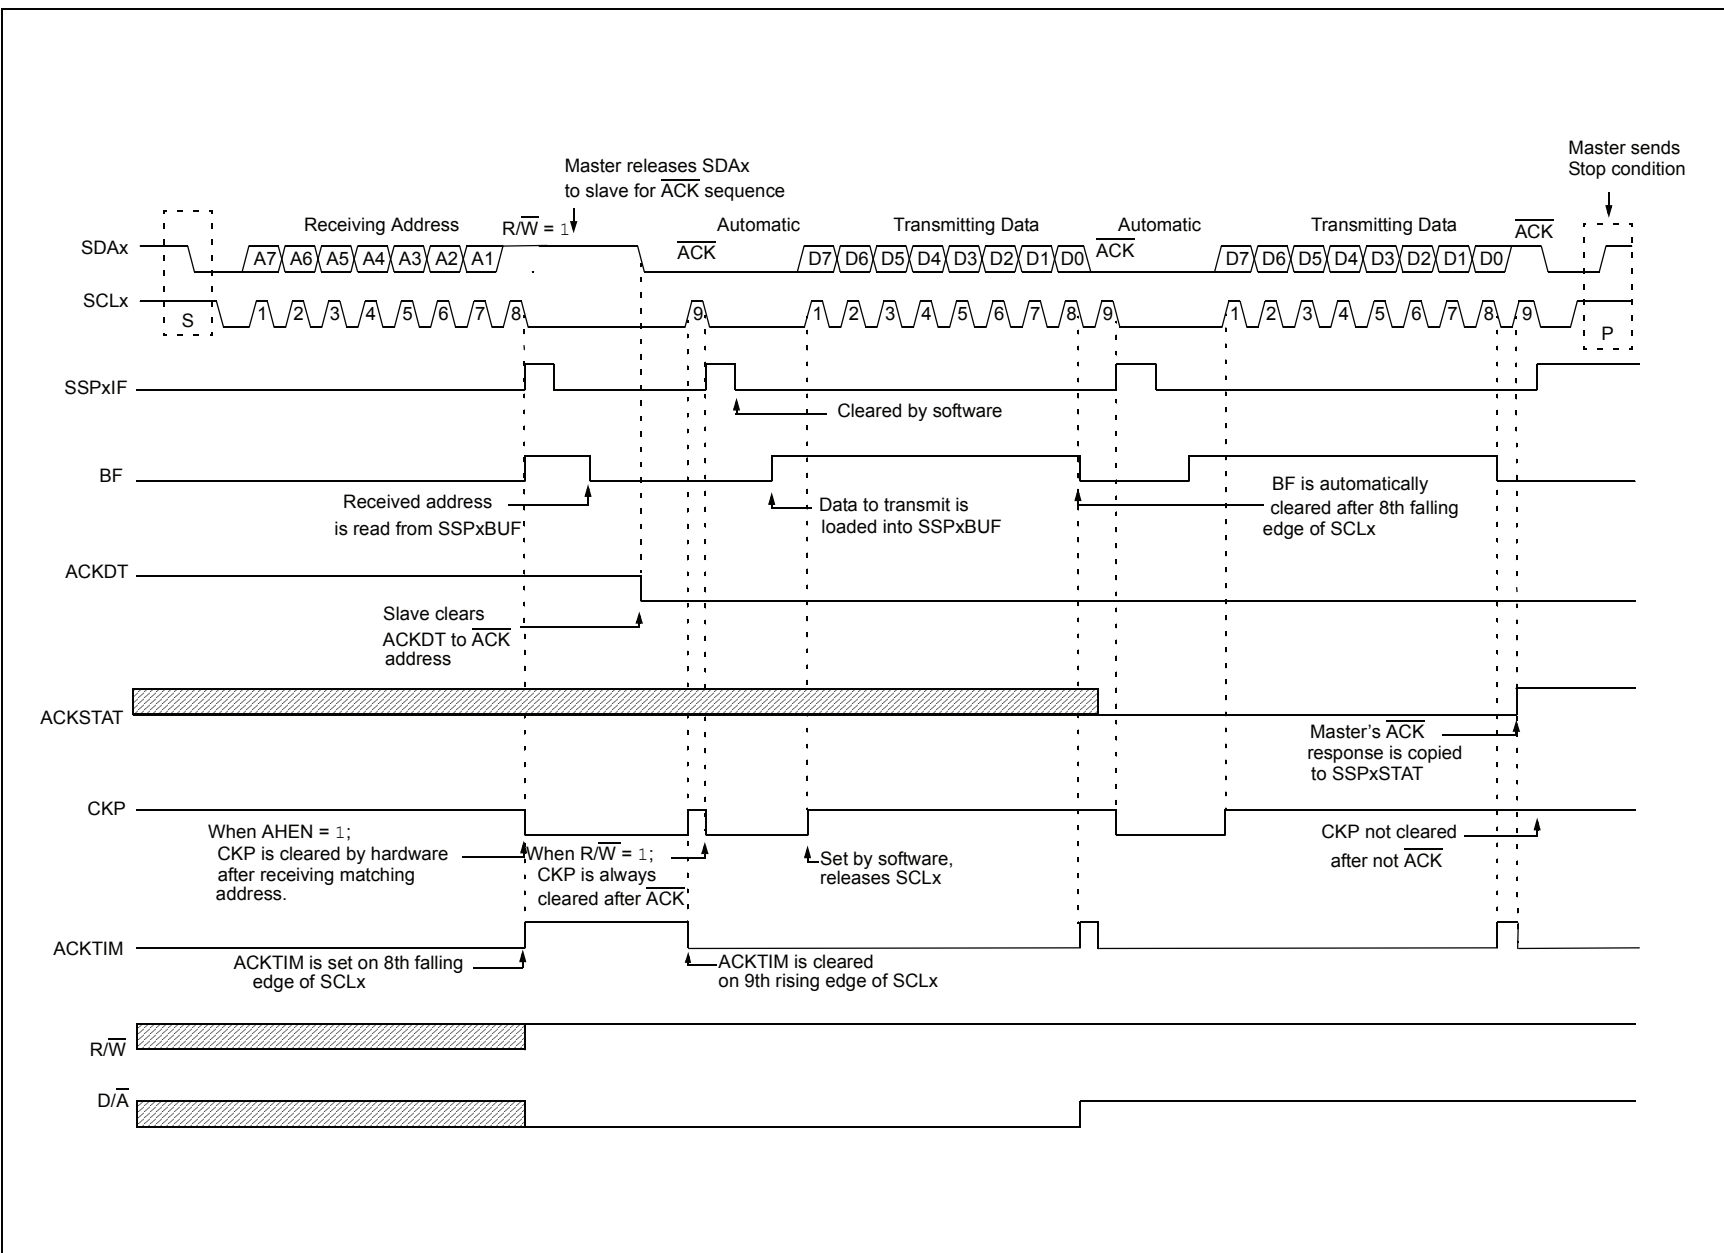 Master sends
Stop condition
Master releases SDAx
to slave for A̅C̅K̅ sequence
Receiving Address R/W̅ = 1 Automatic Transmitting Data Automatic Transmitting Data A̅C̅K̅
SDAx A7 A6 A5 A4 A3 A2 A1 A̅C̅K̅ D7 D6 D5 D4 D3 D2 D1 D0 A̅C̅K̅ D7 D6 D5 D4 D3 D2 D1 D0
SCLx S 1 2 3 4 5 6 7 8 9 1 2 3 4 5 6 7 8 9 1 2 3 4 5 6 7 8 9 P
SSPxIF
Cleared by software
BF
Received address
is read from SSPxBUF
Data to transmit is
loaded into SSPxBUF
BF is automatically
cleared after 8th falling
edge of SCLx
ACKDT
Slave clears
ACKDT to A̅C̅K̅
address
ACKSTAT
Master's A̅C̅K̅
response is copied
to SSPxSTAT
CKP
When AHEN = 1;
CKP is cleared by hardware
after receiving matching
address.
When R/W̅ = 1;
CKP is always
cleared after A̅C̅K̅
Set by software,
releases SCLx
CKP not cleared
after not A̅C̅K̅
ACKTIM
ACKTIM is set on 8th falling
edge of SCLx
ACKTIM is cleared
on 9th rising edge of SCLx
R/W̅
D/A̅